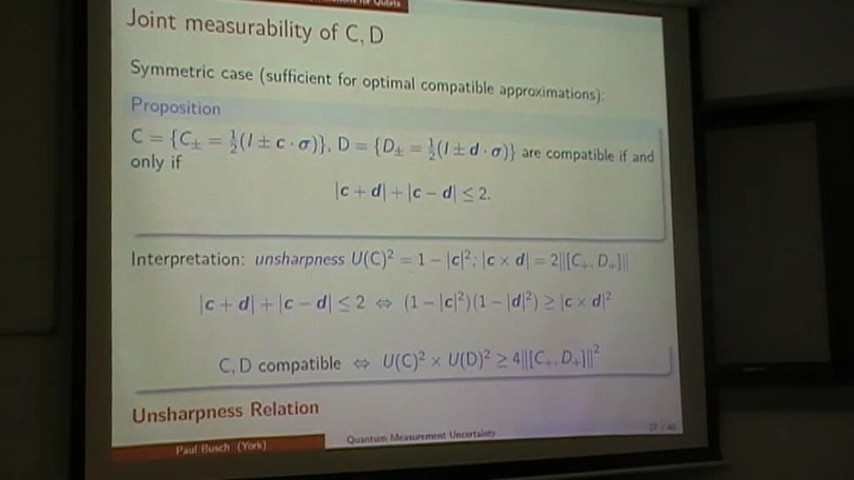 for Qubits
Joint measurability of C, D
Symmetric case (sufficient for optimal compatible approximations):
Proposition
C = {C± = ½(I ± c · σ)}, D = {D± = ½(I ± d · σ)} are compatible if and
only if
|c + d| + |c − d| ≤ 2.
Interpretation: unsharpness U(C)² = 1 − |c|²; |c × d| = 2‖[C₊, D₊]‖
|c + d| + |c − d| ≤ 2 ⇔ (1 − |c|²)(1 − |d|²) ≥ |c × d|²
C, D compatible ⇔ U(C)² × U(D)² ≥ 4‖[C₊, D₊]‖²
Unsharpness Relation
Paul Busch (York)
Quantum Measurement Uncertainty